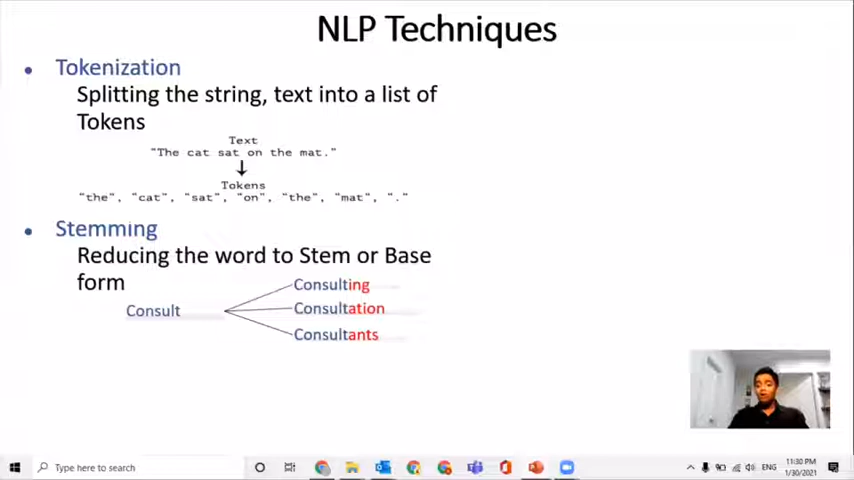 NLP Techniques
Tokenization
Splitting the string, text into a list of
Tokens
Text
"The cat sat on the mat."
Tokens
"the", "cat", "sat", "on", "the", "mat", "."
Stemming
Reducing the word to Stem or Base
form
Consulting
Consult
Consultation
Consultants
Type here to search
ENG
11:30 PM
1/30/2021